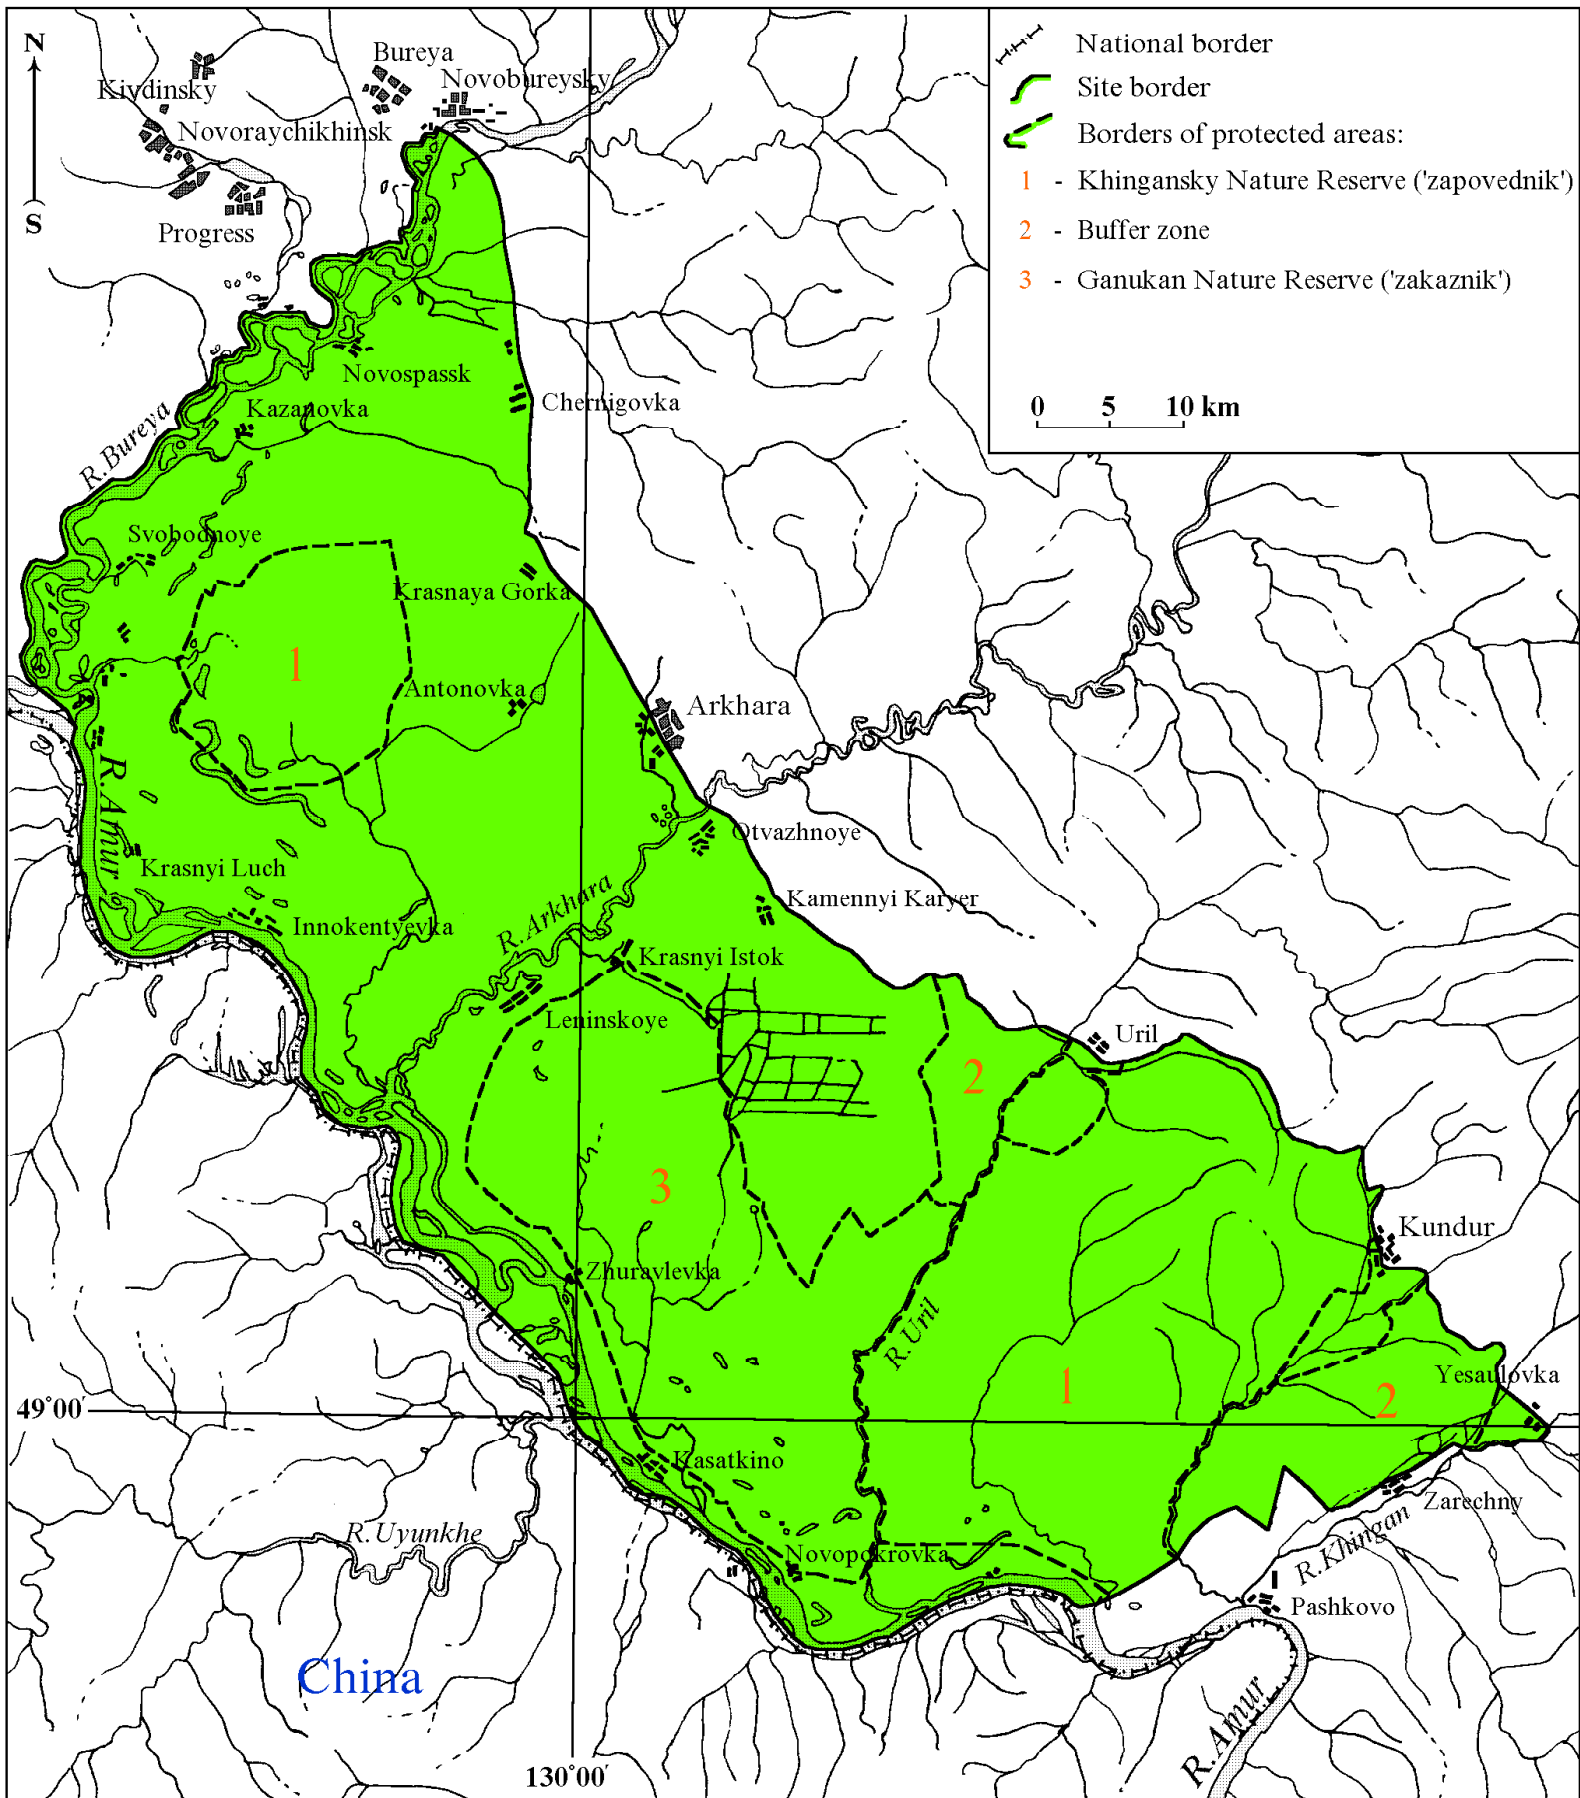 N
S
National border
Site border
Borders of protected areas:
1 - Khingansky Nature Reserve ('zapovednik')
2 - Buffer zone
3 - Ganukan Nature Reserve ('zakaznik')
0 5 10 km
Bureya
Novobureysky
Kivdinsky
Novoraychikhinsk
Progress
Novospassk
Kazanovka
Chernigovka
R.Bureya
Svobodnoye
Krasnaya Gorka
1
Antonovka
Arkhara
R.Amur
Otvazhnoye
Krasnyi Luch
R.Arkhara
Kamennyi Karyer
Innokentyevka
Krasnyi Istok
Leninskoye
Uril
2
3
Kundur
Zhuravlevka
R.Uril
Yesaulovka
1
2
49°00'
Kasatkino
Zarechny
R.Uyunkhe
Novopokrovka
R.Khingan
Pashkovo
China
R.Amur
130°00'